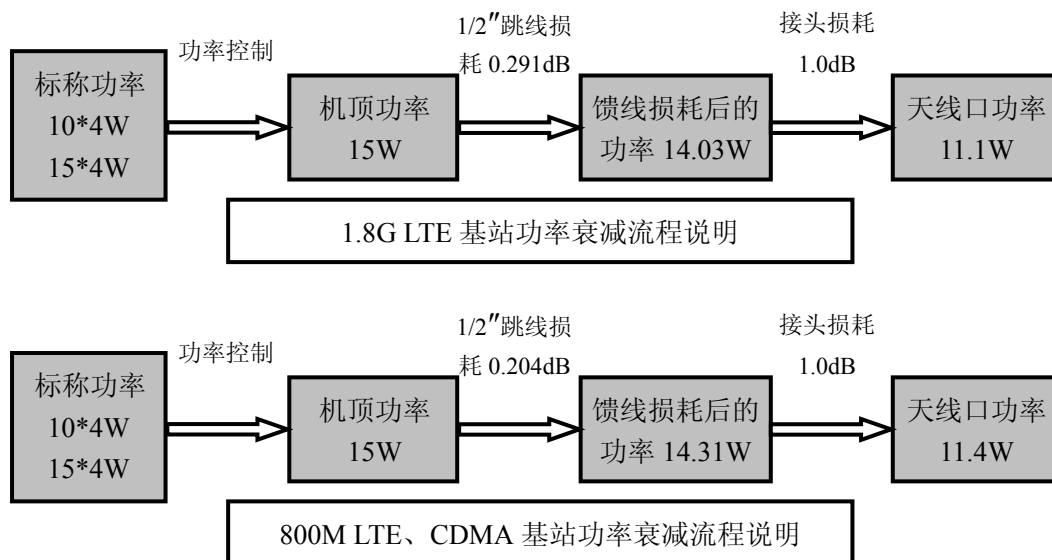 功率控制
1/2″跳线损
耗 0.291dB
接头损耗
1.0dB
标称功率
10*4W
15*4W
机顶功率
15W
馈线损耗后的
功率 14.03W
天线口功率
11.1W
1.8G LTE 基站功率衰减流程说明
功率控制
1/2″跳线损
耗 0.204dB
接头损耗
1.0dB
标称功率
10*4W
15*4W
机顶功率
15W
馈线损耗后的
功率 14.31W
天线口功率
11.4W
800M LTE、CDMA 基站功率衰减流程说明